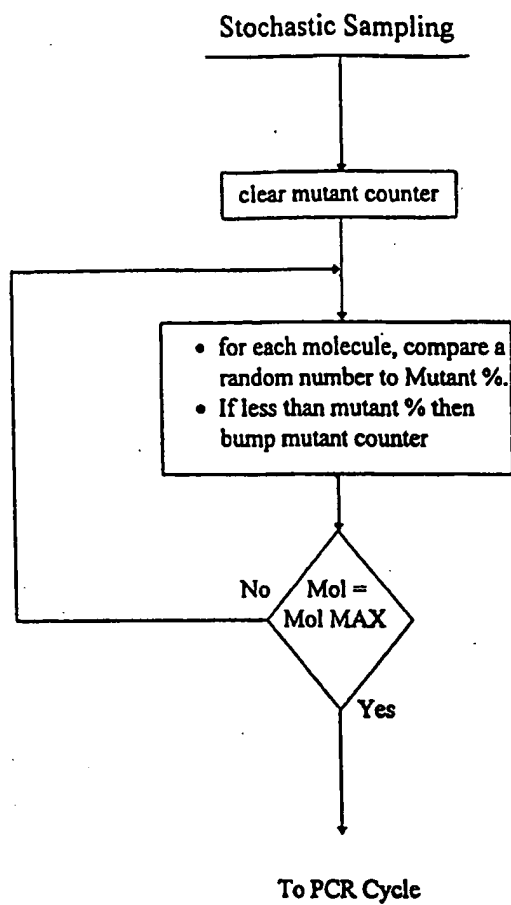 Stochastic Sampling
clear mutant counter
• for each molecule, compare a
random number to Mutant %.
• If less than mutant % then
bump mutant counter
No
Mol =
Mol MAX
Yes
To PCR Cycle